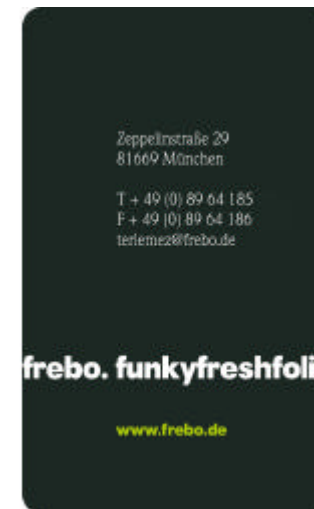 Zeppelinstraße 29
81669 München
T + 49 (0) 89 64 185
F + 49 (0) 89 64 186
terlemez@frebo.de
frebo. funkyfreshfoli
www.frebo.de